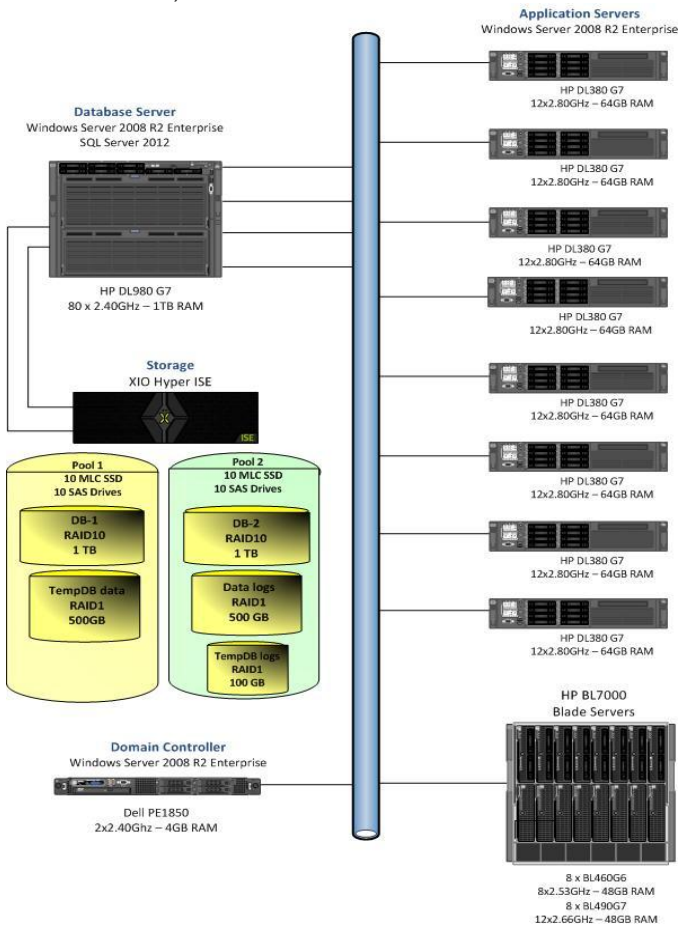 Application Servers
Windows Server 2008 R2 Enterprise
HP DL380 G7
12x2.80GHz – 64GB RAM
HP DL380 G7
12x2.80GHz – 64GB RAM
HP DL380 G7
12x2.80GHz – 64GB RAM
HP DL380 G7
12x2.80GHz – 64GB RAM
HP DL380 G7
12x2.80GHz – 64GB RAM
HP DL380 G7
12x2.80GHz – 64GB RAM
HP DL380 G7
12x2.80GHz – 64GB RAM
HP DL380 G7
12x2.80GHz – 64GB RAM
Database Server
Windows Server 2008 R2 Enterprise
SQL Server 2012
HP DL980 G7
80 x 2.40GHz – 1TB RAM
Storage
XIO Hyper ISE
ISE
Pool 1
10 MLC SSD
10 SAS Drives
DB-1
RAID10
1 TB
TempDB data
RAID1
500GB
Pool 2
10 MLC SSD
10 SAS Drives
DB-2
RAID10
1 TB
Data logs
RAID1
500 GB
TempDB logs
RAID1
100 GB
Domain Controller
Windows Server 2008 R2 Enterprise
Dell PE1850
2x2.40Ghz – 4GB RAM
HP BL7000
Blade Servers
8 x BL460G6
8x2.53GHz – 48GB RAM
8 x BL490G7
12x2.66GHz – 48GB RAM